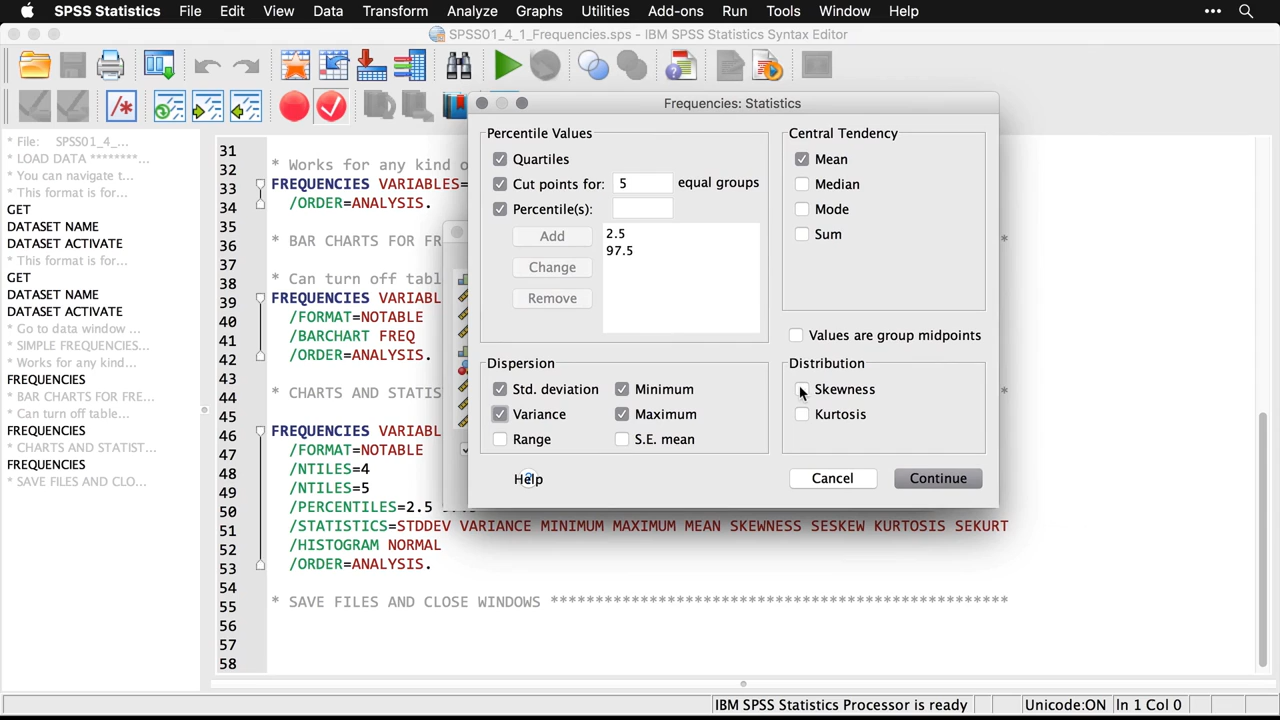 SPSS Statistics File Edit View Data Transform Analyze Graphs Utilities Add-ons Run Tools Window Help
SPSS01_4_1_Frequencies.sps - IBM SPSS Statistics Syntax Editor
* File: SPSS01_4_...
* LOAD DATA ********...
* You can navigate t...
* This format is for...
GET
DATASET NAME
DATASET ACTIVATE
* This format is for...
GET
DATASET NAME
DATASET ACTIVATE
* Go to data window ...
* SIMPLE FREQUENCIES...
* Works for any kind...
FREQUENCIES
* BAR CHARTS FOR FRE...
* Can turn off table...
FREQUENCIES
* CHARTS AND STATIST...
FREQUENCIES
* SAVE FILES AND CLO...
31
32 * Works for any kind o
33 FREQUENCIES VARIABLES=
34 /ORDER=ANALYSIS.
35
36 * BAR CHARTS FOR FR *
37
38 * Can turn off tabl
39 FREQUENCIES VARIABL
40 /FORMAT=NOTABLE
41 /BARCHART FREQ
42 /ORDER=ANALYSIS.
43
44 * CHARTS AND STATIS *
45
46 FREQUENCIES VARIABL
47 /FORMAT=NOTABLE
48 /NTILES=4
49 /NTILES=5
50 /PERCENTILES=2.5
51 /STATISTICS=STDDEV VARIANCE MINIMUM MAXIMUM MEAN SKEWNESS SESKEW KURTOSIS SEKURT
52 /HISTOGRAM NORMAL
53 /ORDER=ANALYSIS.
54
55 * SAVE FILES AND CLOSE WINDOWS ***************************************************
56
57
58
Frequencies: Statistics
Percentile Values
Quartiles
Cut points for: 5 equal groups
Percentile(s):
Add
Change
Remove
2.5
97.5
Central Tendency
Mean
Median
Mode
Sum
Values are group midpoints
Dispersion
Std. deviation Minimum
Variance Maximum
Range S.E. mean
Distribution
Skewness
Kurtosis
Help Cancel Continue
IBM SPSS Statistics Processor is ready Unicode:ON In 1 Col 0